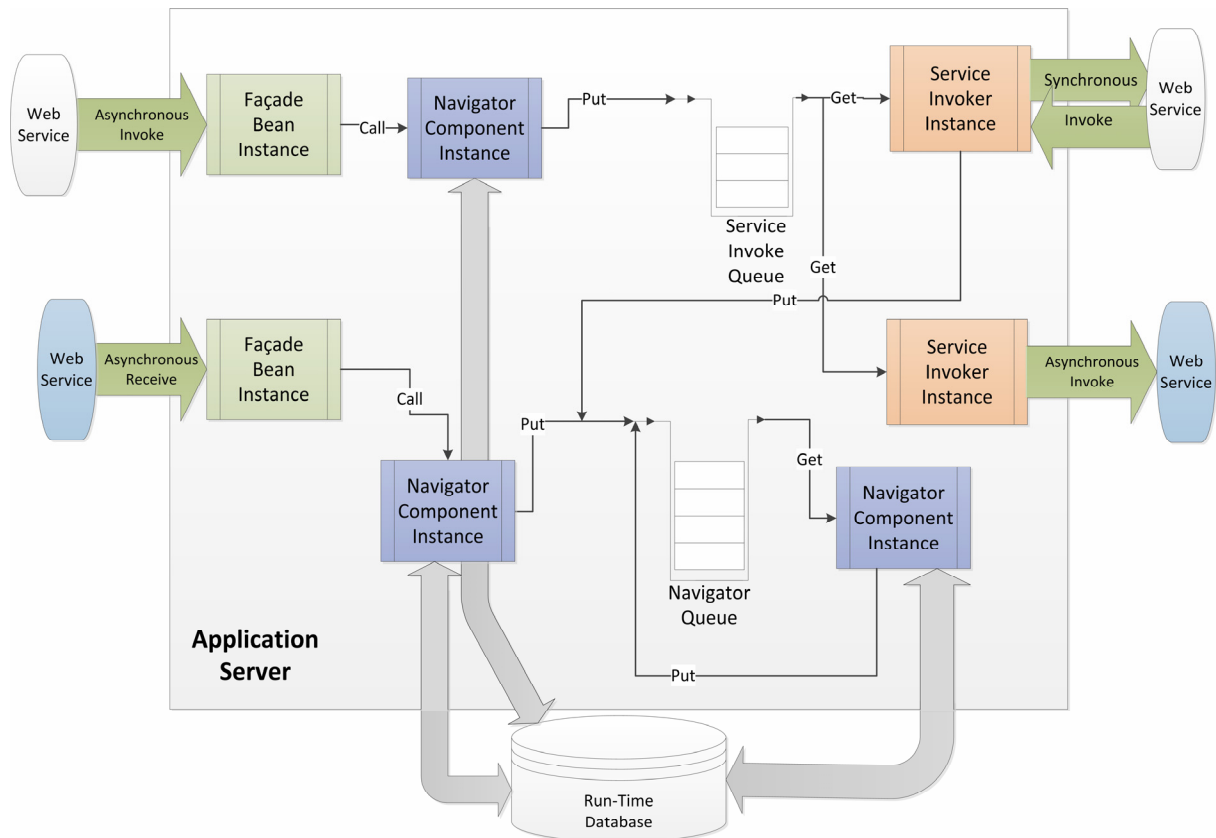 Web
Service
Asynchronous
Invoke
Façade
Bean
Instance
Call
Navigator
Component
Instance
Put
Service
Invoke
Queue
Get
Get
Service
Invoker
Instance
Synchronous
Invoke
Web
Service
Put
Web
Service
Asynchronous
Receive
Façade
Bean
Instance
Call
Navigator
Component
Instance
Put
Navigator
Queue
Get
Navigator
Component
Instance
Put
Service
Invoker
Instance
Asynchronous
Invoke
Web
Service
Application
Server
Run-Time
Database